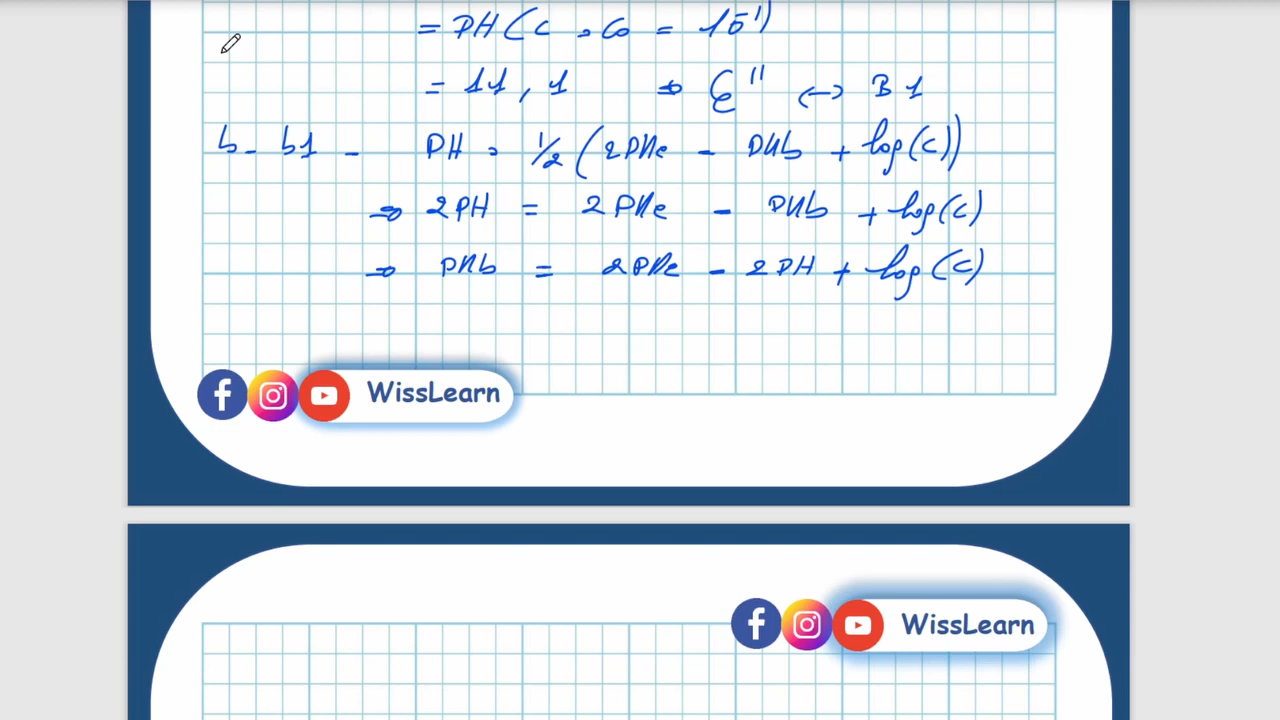 = PH(C = C0 = 10⁻¹)
= 11,1 ⇒ ℭ'' ↔ B1
b- b1 - PH = 1/2 (2PKe - PKb + log(C))
⇒ 2PH = 2PKe - PKb + log(C)
⇒ PKb = 2PKe - 2PH + log(C)
WissLearn
WissLearn